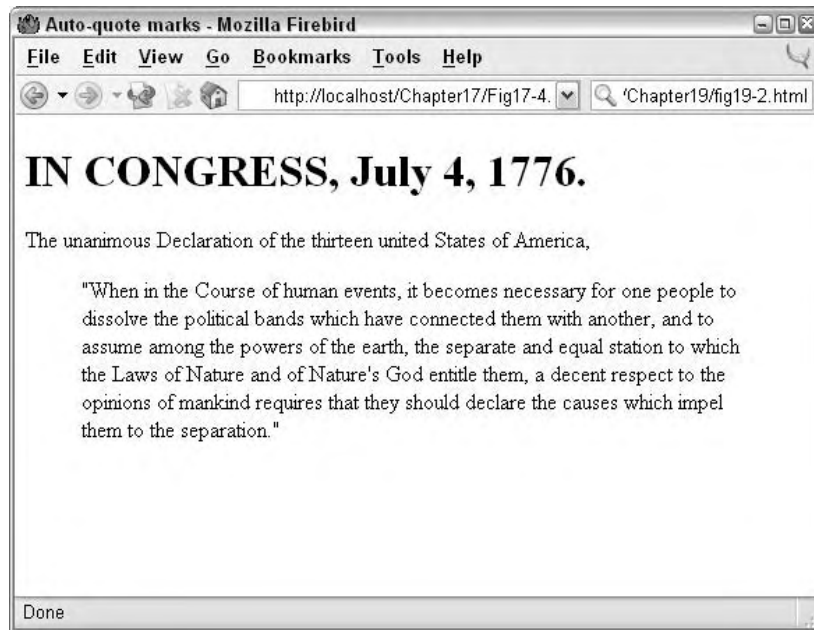 Auto-quote marks - Mozilla Firebird
File Edit View Go Bookmarks Tools Help
http://localhost/Chapter17/Fig17-4. 'Chapter19/fig19-2.html
IN CONGRESS, July 4, 1776.
The unanimous Declaration of the thirteen united States of America,
"When in the Course of human events, it becomes necessary for one people to
dissolve the political bands which have connected them with another, and to
assume among the powers of the earth, the separate and equal station to which
the Laws of Nature and of Nature's God entitle them, a decent respect to the
opinions of mankind requires that they should declare the causes which impel
them to the separation."
Done